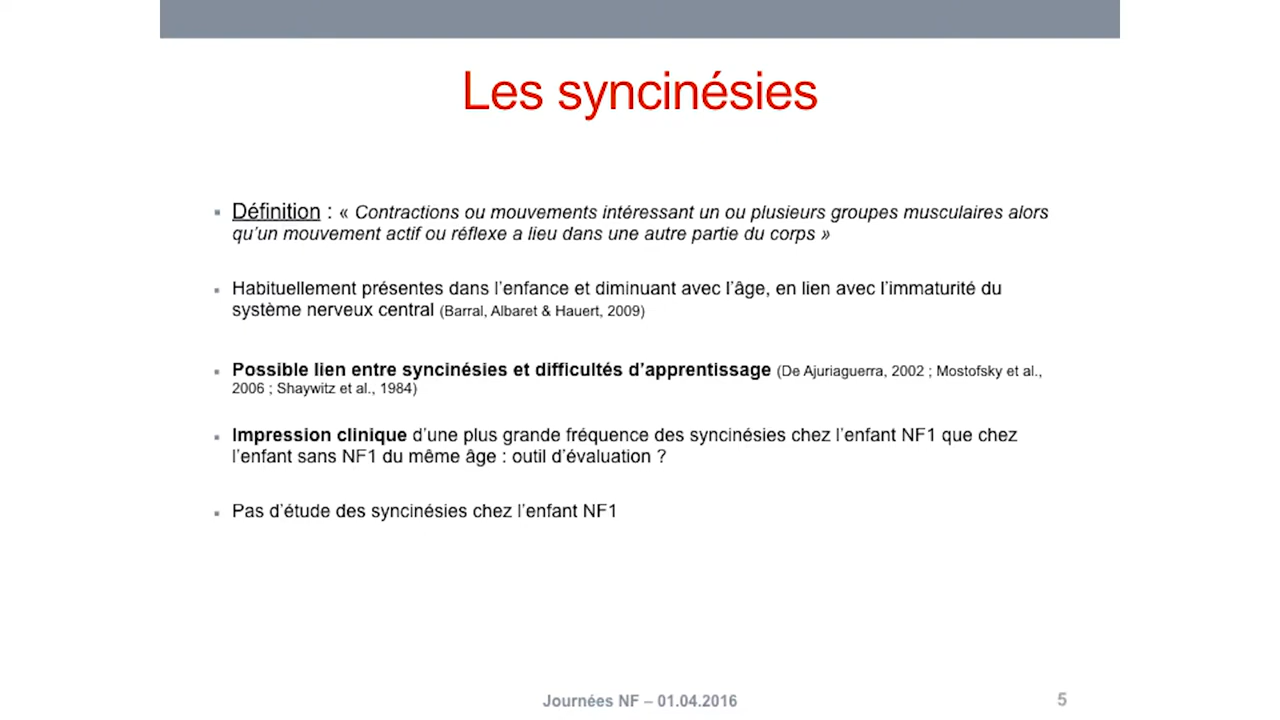 Les syncinésies
▪ Définition : « Contractions ou mouvements intéressant un ou plusieurs groupes musculaires alors
qu’un mouvement actif ou réflexe a lieu dans une autre partie du corps »
▪ Habituellement présentes dans l’enfance et diminuant avec l’âge, en lien avec l’immaturité du
système nerveux central (Barral, Albaret & Hauert, 2009)
▪ Possible lien entre syncinésies et difficultés d’apprentissage (De Ajuriaguerra, 2002 ; Mostofsky et al.,
2006 ; Shaywitz et al., 1984)
▪ Impression clinique d’une plus grande fréquence des syncinésies chez l’enfant NF1 que chez
l’enfant sans NF1 du même âge : outil d’évaluation ?
▪ Pas d’étude des syncinésies chez l’enfant NF1
Journées NF – 01.04.2016
5